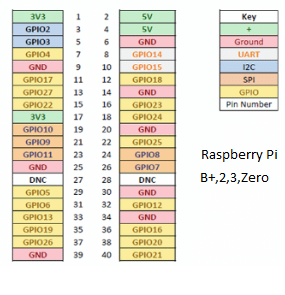 3V3 1 2 5V Key
GPIO2 3 4 5V +
GPIO3 5 6 GND Ground
GPIO4 7 8 GPIO14 UART
GND 9 10 GPIO15 I2C
GPIO17 11 12 GPIO18 SPI
GPIO27 13 14 GND GPIO
GPIO22 15 16 GPIO23 Pin Number
3V3 17 18 GPIO24
GPIO10 19 20 GND
GPIO9 21 22 GPIO25
GPIO11 23 24 GPIO8 Raspberry Pi
GND 25 26 GPIO7 B+,2,3,Zero
DNC 27 28 DNC
GPIO5 29 30 GND
GPIO6 31 32 GPIO12
GPIO13 33 34 GND
GPIO19 35 36 GPIO16
GPIO26 37 38 GPIO20
GND 39 40 GPIO21